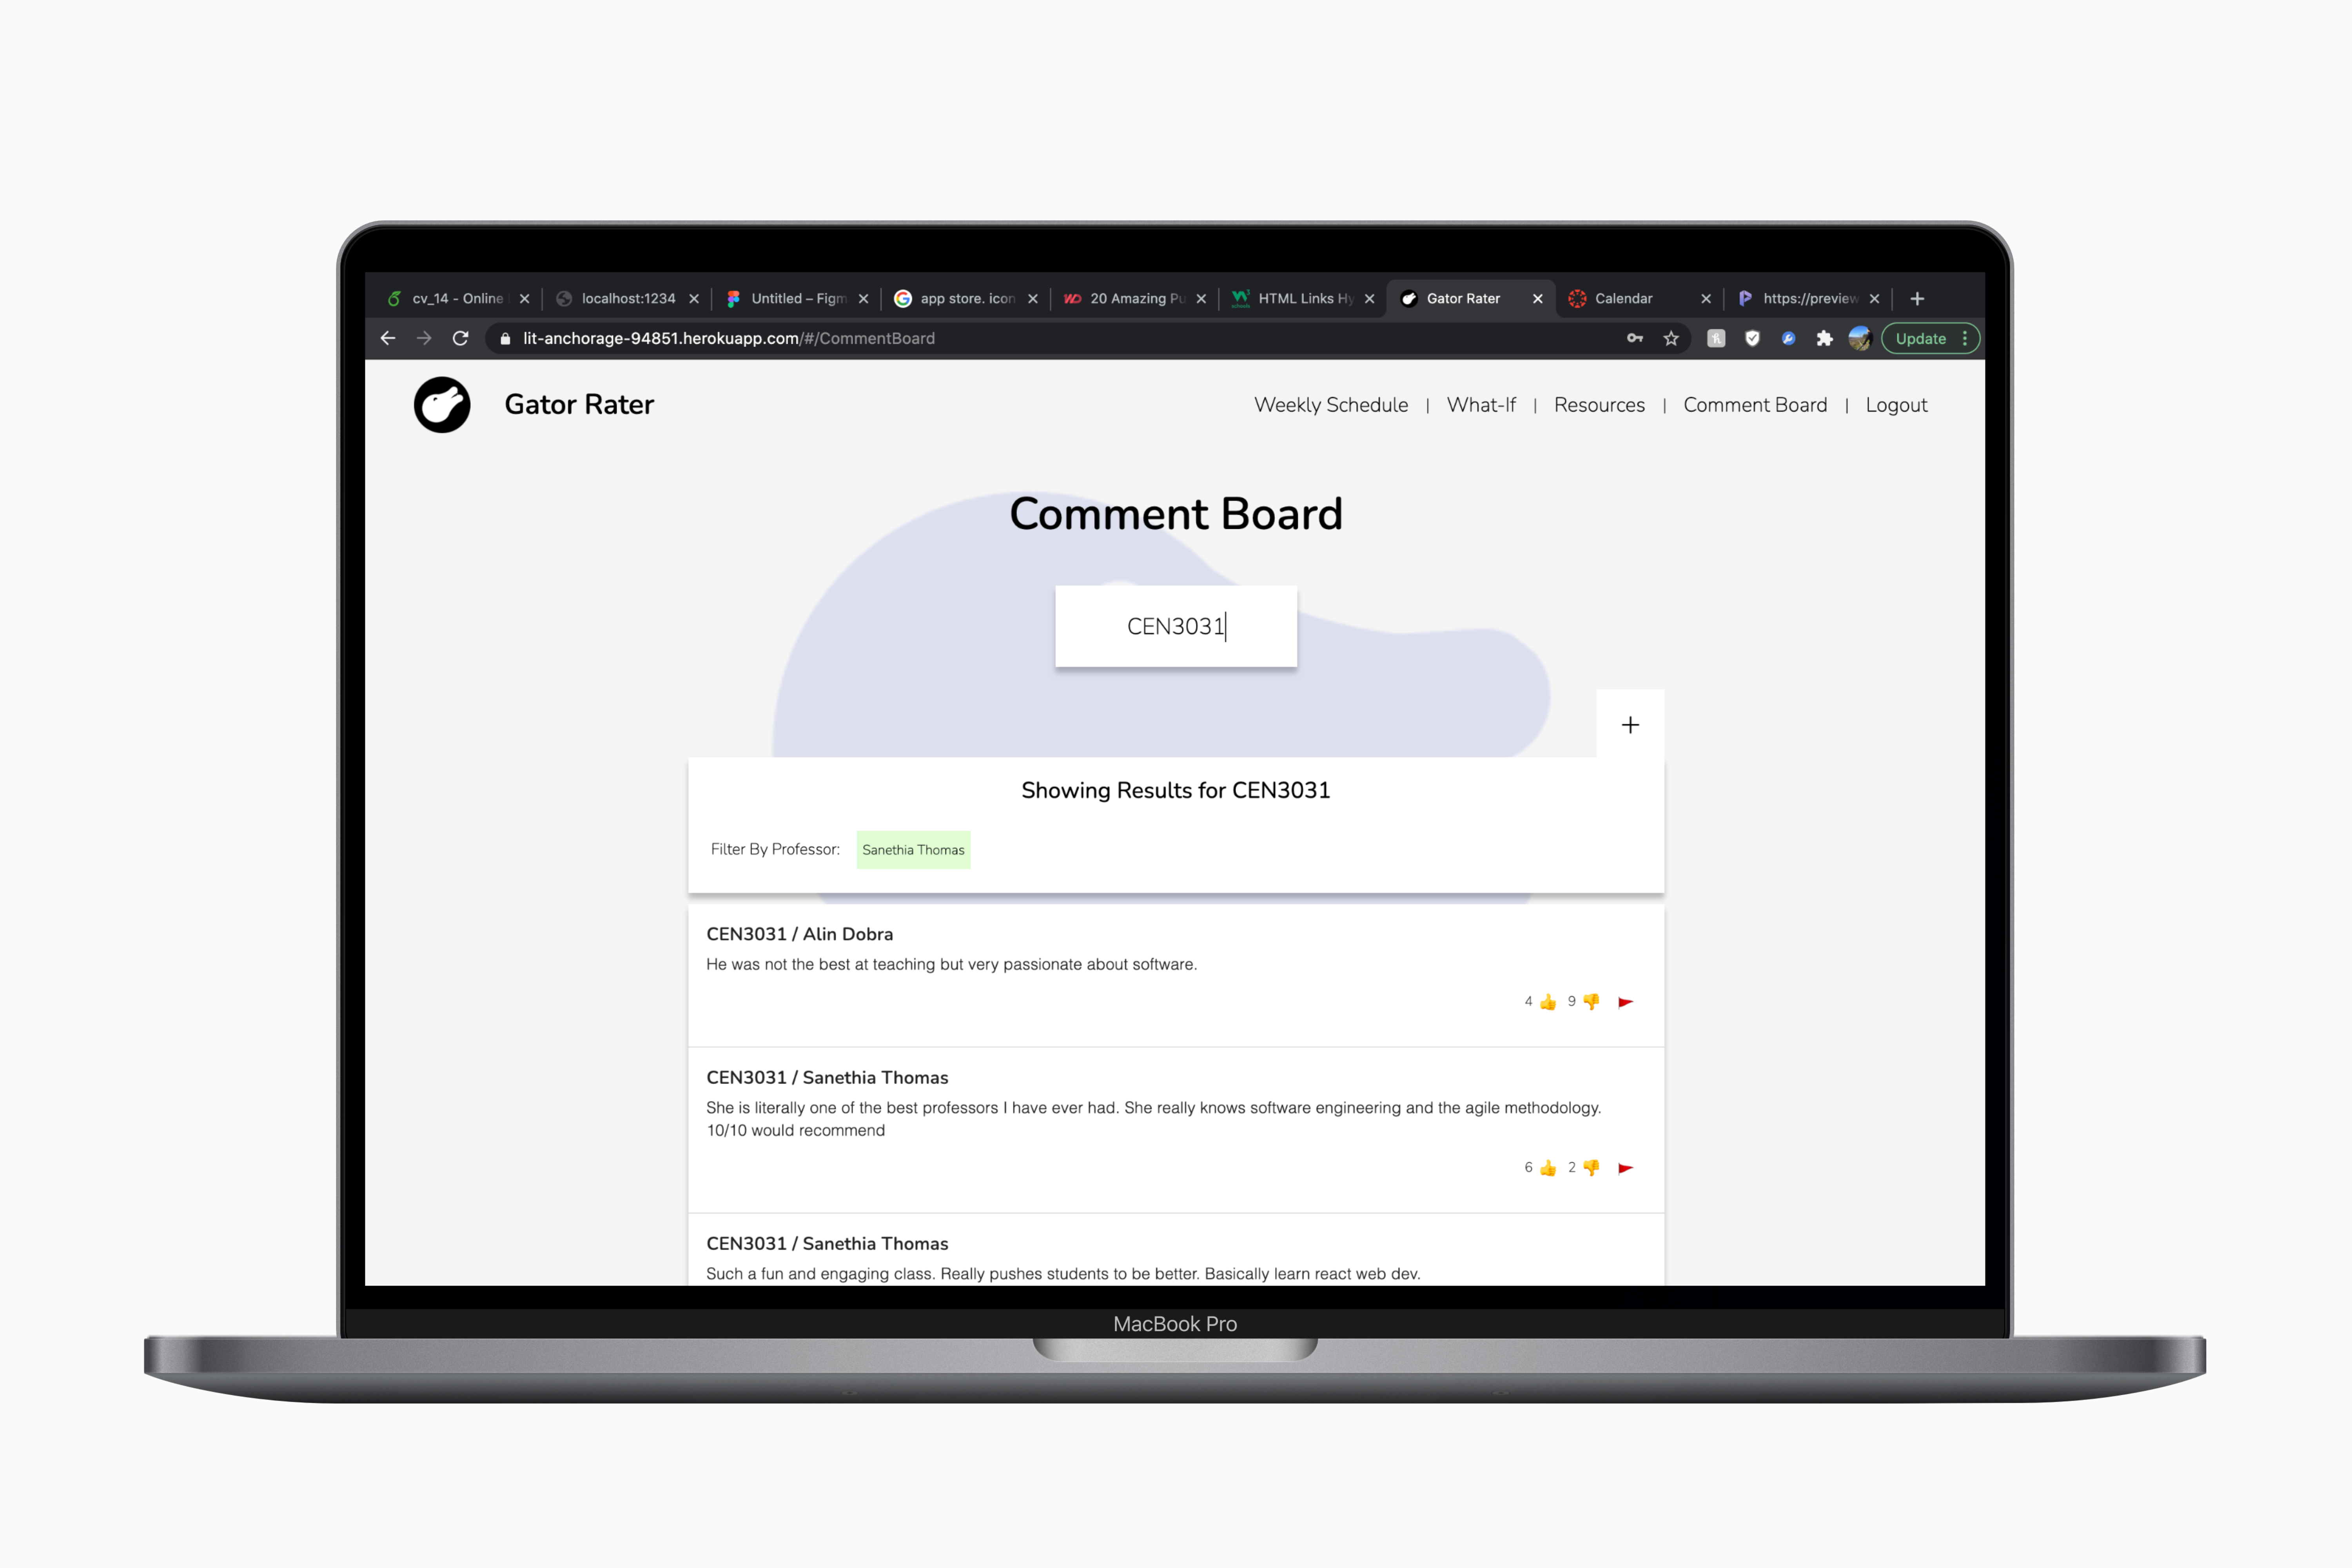 cv_14 - Online
localhost:1234
Untitled – Figm
app store. icon
20 Amazing Pu
HTML Links Hy
Gator Rater
Calendar
https://preview
lit-anchorage-94851.herokuapp.com/#/CommentBoard
Update
Gator Rater
Weekly Schedule | What-If | Resources | Comment Board | Logout
Comment Board
CEN3031
+
Showing Results for CEN3031
Filter By Professor: Sanethia Thomas
CEN3031 / Alin Dobra
He was not the best at teaching but very passionate about software.
4 👍 9 👎
CEN3031 / Sanethia Thomas
She is literally one of the best professors I have ever had. She really knows software engineering and the agile methodology.
10/10 would recommend
6 👍 2 👎
CEN3031 / Sanethia Thomas
Such a fun and engaging class. Really pushes students to be better. Basically learn react web dev.
MacBook Pro